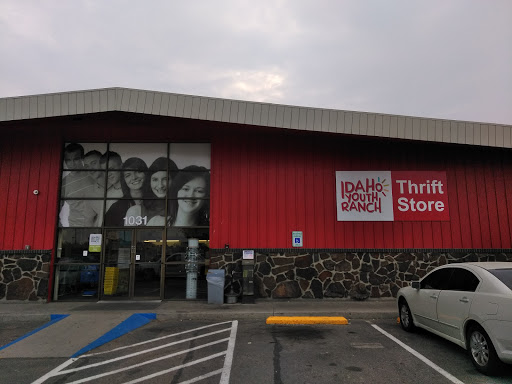 IDAHO
YOUTH
RANCH
Thrift
Store
1031